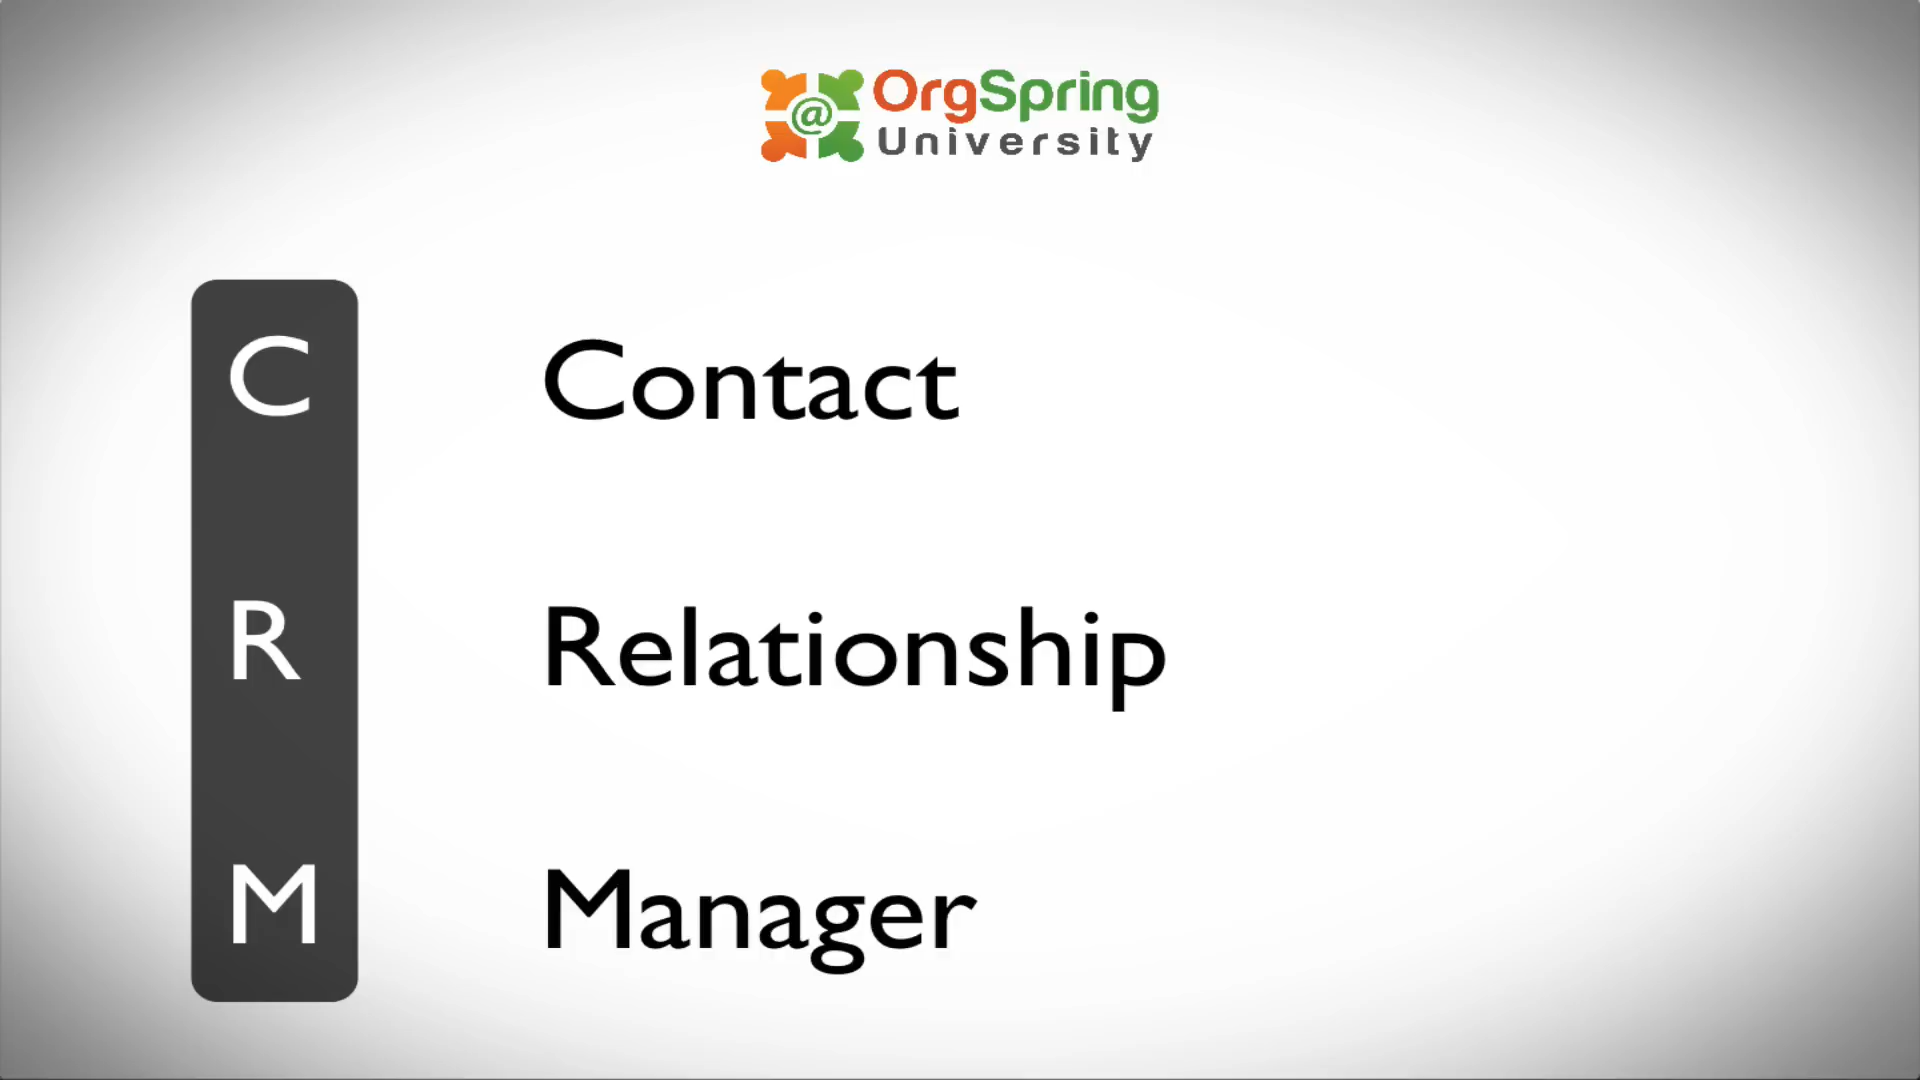 @ OrgSpring
University
C Contact
R Relationship
M Manager